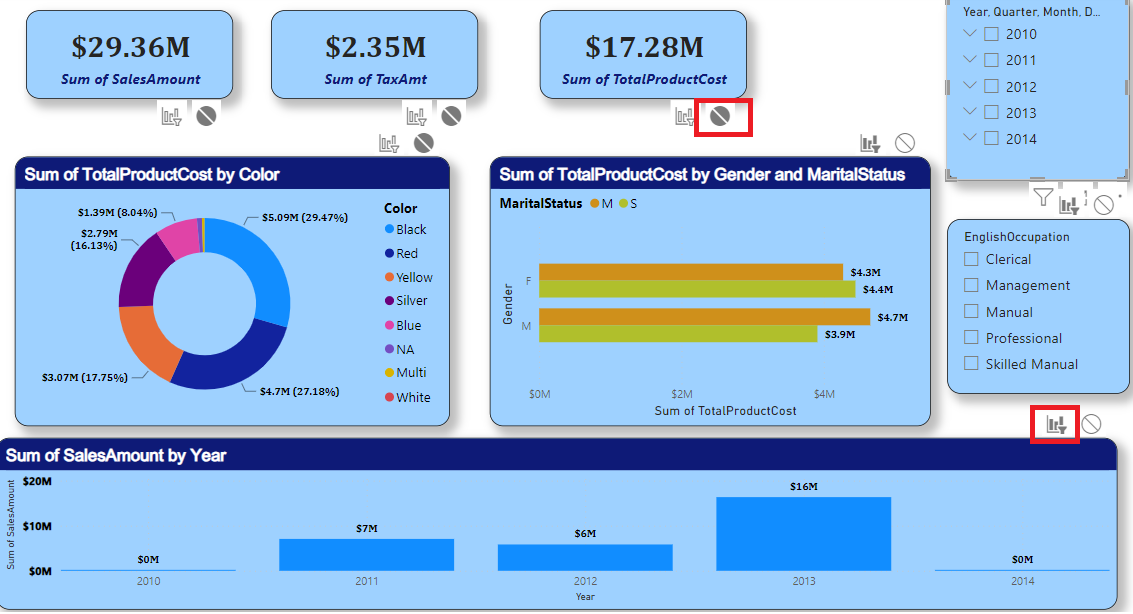 $29.36M
Sum of SalesAmount
$2.35M
Sum of TaxAmt
$17.28M
Sum of TotalProductCost
Year, Quarter, Month, D...
2010
2011
2012
2013
2014
Sum of TotalProductCost by Color
$1.39M (8.04%)
$2.79M
(16.13%)
$3.07M (17.75%)
$5.09M (29.47%)
$4.7M (27.18%)
Color
Black
Red
Yellow
Silver
Blue
NA
Multi
White
Sum of TotalProductCost by Gender and MaritalStatus
MaritalStatus M S
Gender
F
$4.3M
$4.4M
M
$4.7M
$3.9M
$0M $2M $4M
Sum of TotalProductCost
EnglishOccupation
Clerical
Management
Manual
Professional
Skilled Manual
Sum of SalesAmount by Year
Sum of SalesAmount
$20M
$10M
$0M
$0M
$7M
$6M
$16M
$0M
2010 2011 2012 2013 2014
Year